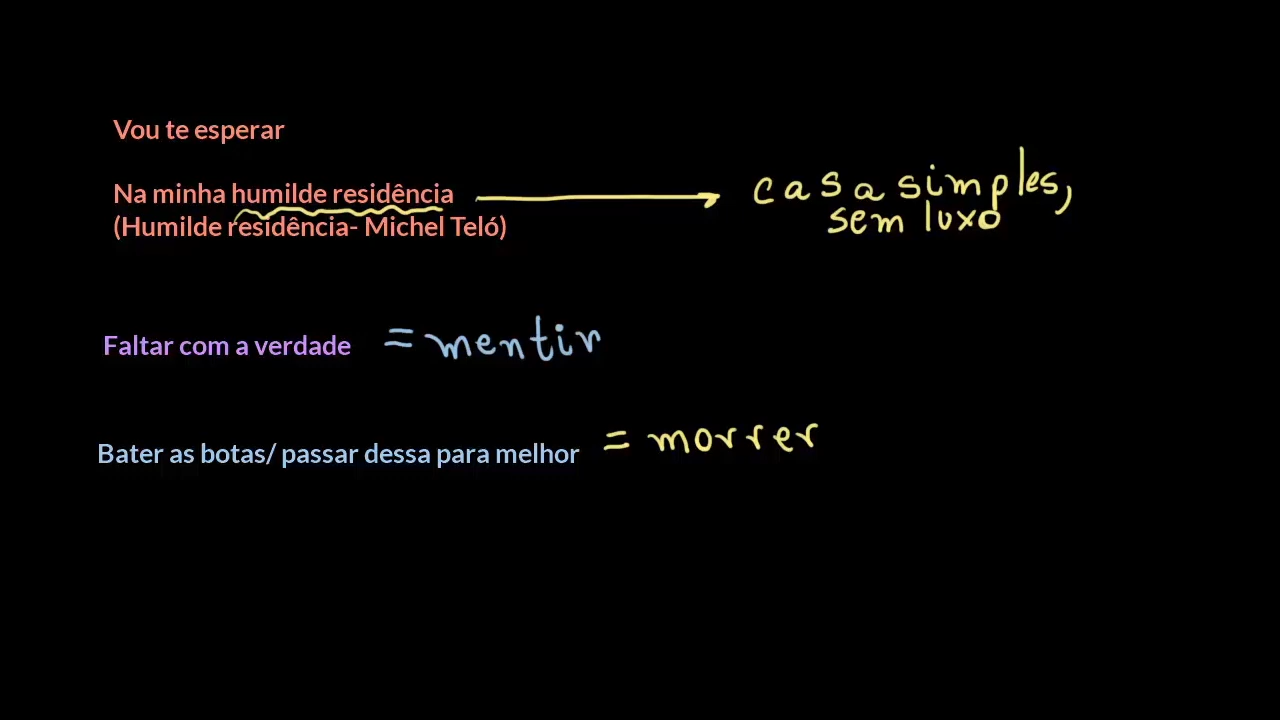 Vou te esperar
Na minha humilde residência → casa simples,
sem luxo
(Humilde residência- Michel Teló)
Faltar com a verdade = mentir
Bater as botas/ passar dessa para melhor = morrer